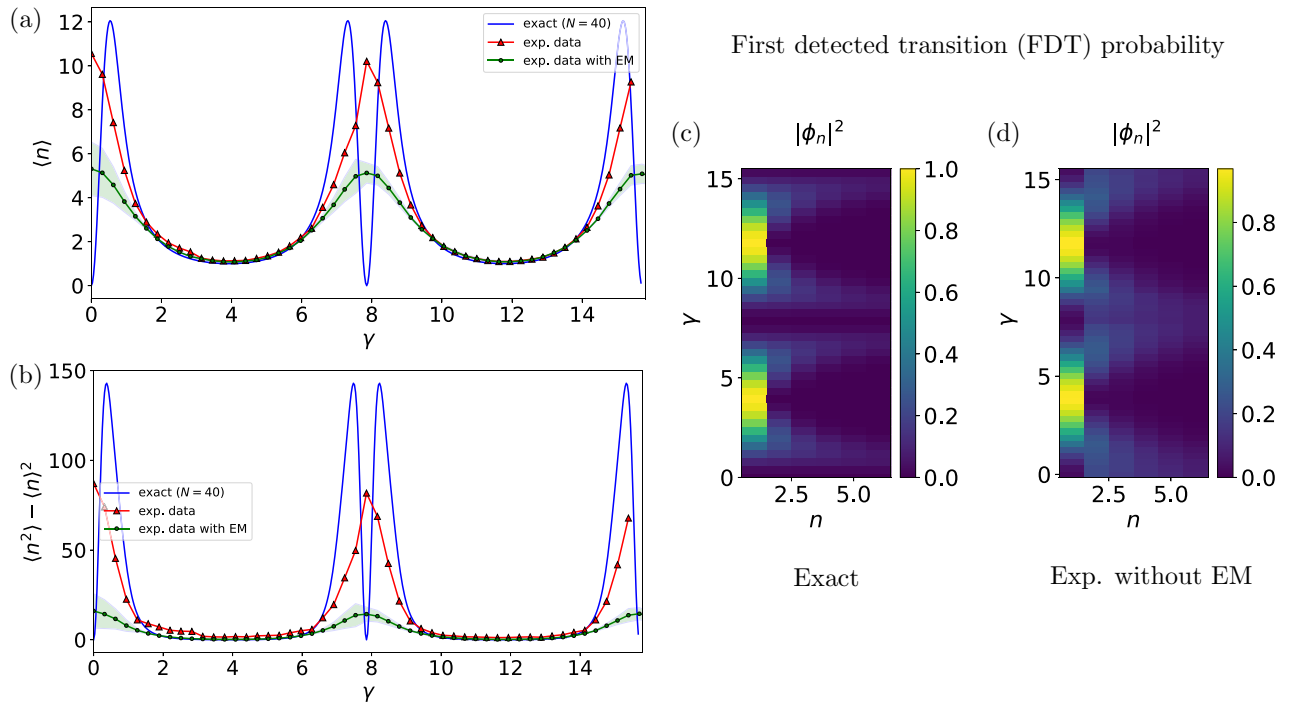 (a)
12
10
8
6
4
2
0
⟨n⟩
exact (N = 40)
exp. data
exp. data with EM
0 2 4 6 8 10 12 14
γ
(b)
150
100
50
0
⟨n²⟩ − ⟨n⟩²
exact (N = 40)
exp. data
exp. data with EM
0 2 4 6 8 10 12 14
γ
First detected transition (FDT) probability
(c)
|ϕₙ|²
15
10
5
0
γ
2.5 5.0
n
1.0
0.8
0.6
0.4
0.2
0.0
Exact
(d)
|ϕₙ|²
15
10
5
0
γ
2.5 5.0
n
0.8
0.6
0.4
0.2
0.0
Exp. without EM